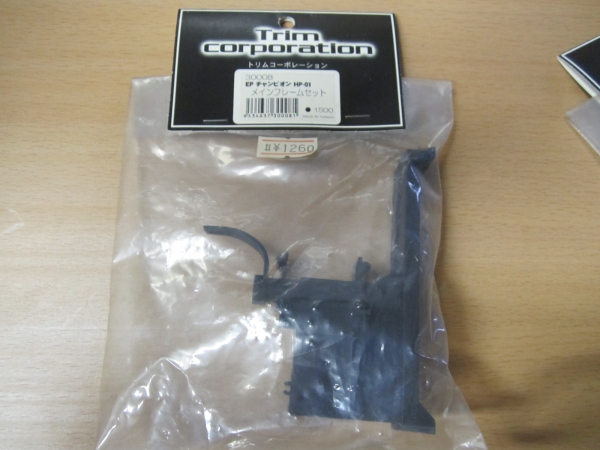 Trim
corporation
トリムコーポレーション
30008
EP チャンピオン HP-01
メインフレームセット
● 1500
#¥1260